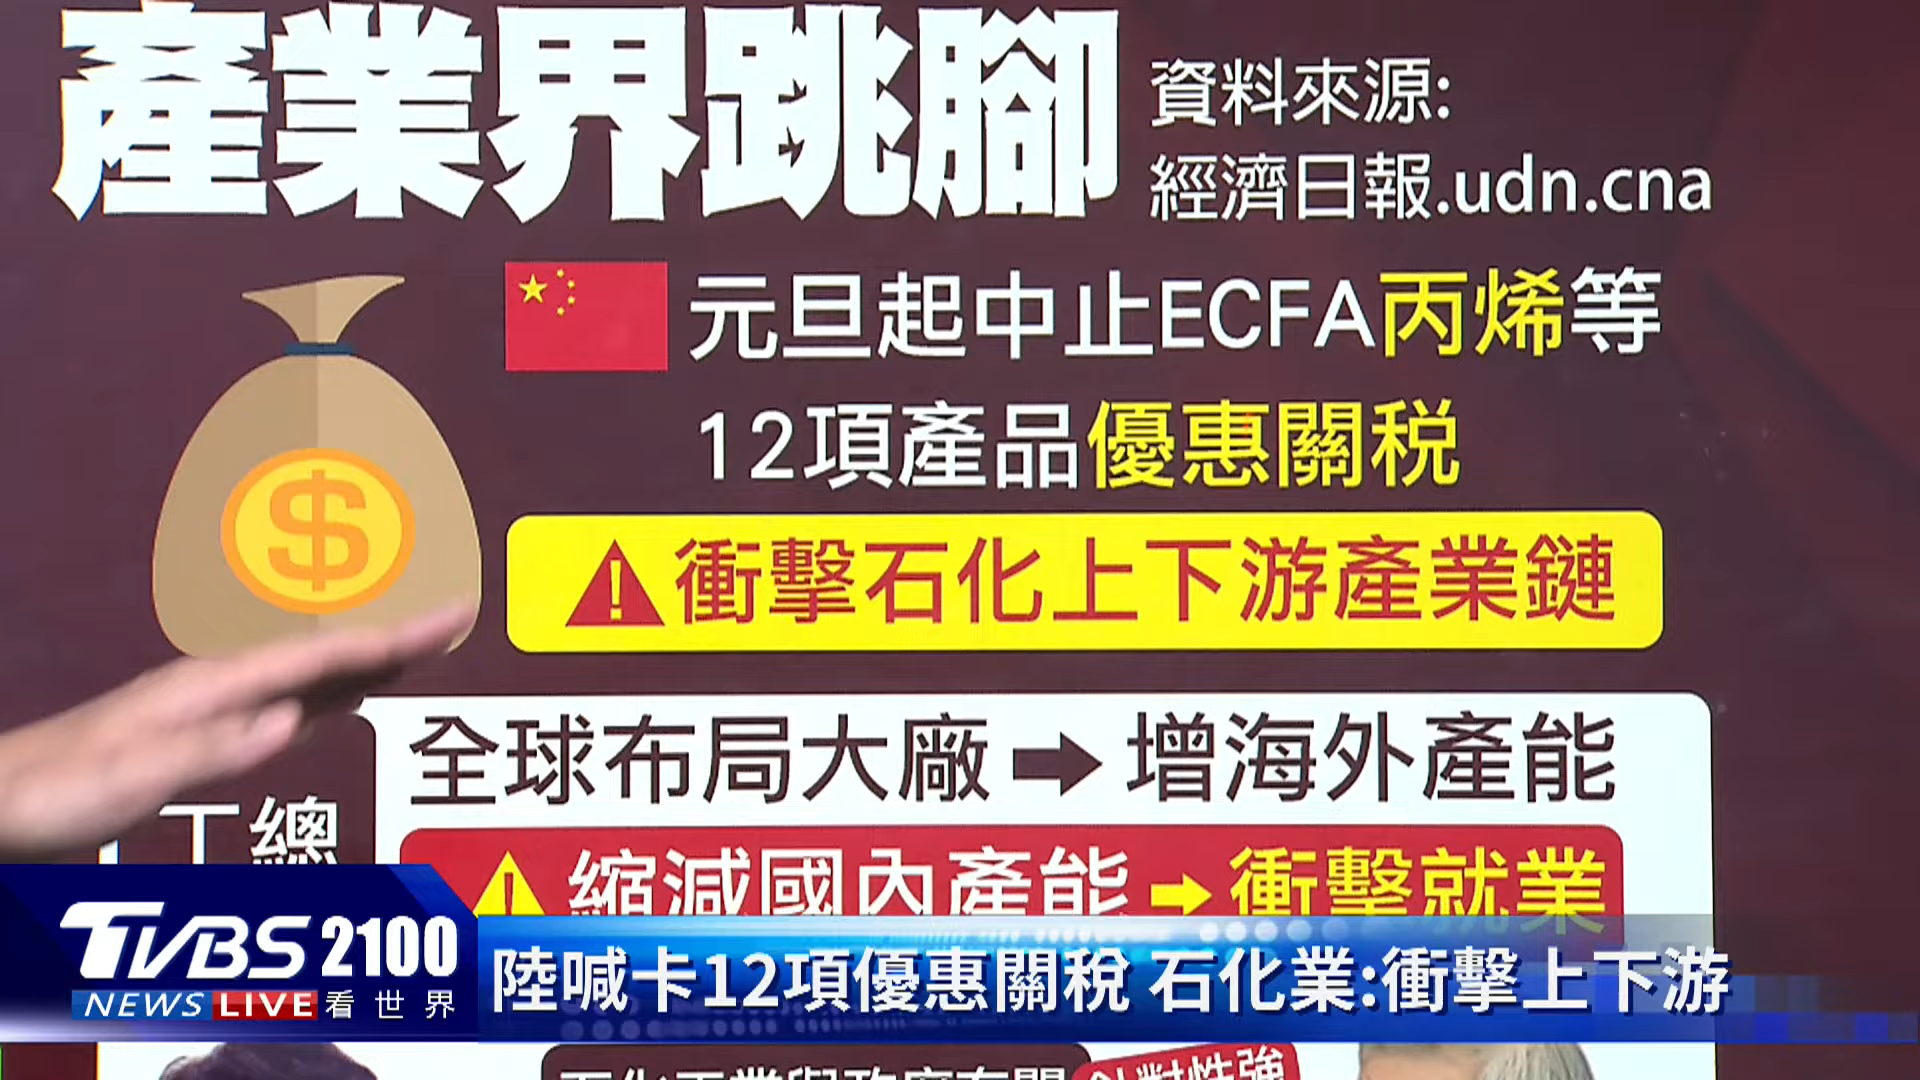 產業界跳腳
資料來源:
經濟日報.udn.cna
元旦起中止ECFA丙烯等
12項產品優惠關稅
衝擊石化上下游產業鏈
全球布局大廠➡增海外產能
工總
縮減國內產能➡衝擊就業
TVBS 2100
NEWS LIVE 看世界
陸喊卡12項優惠關稅 石化業:衝擊上下游
針對性強